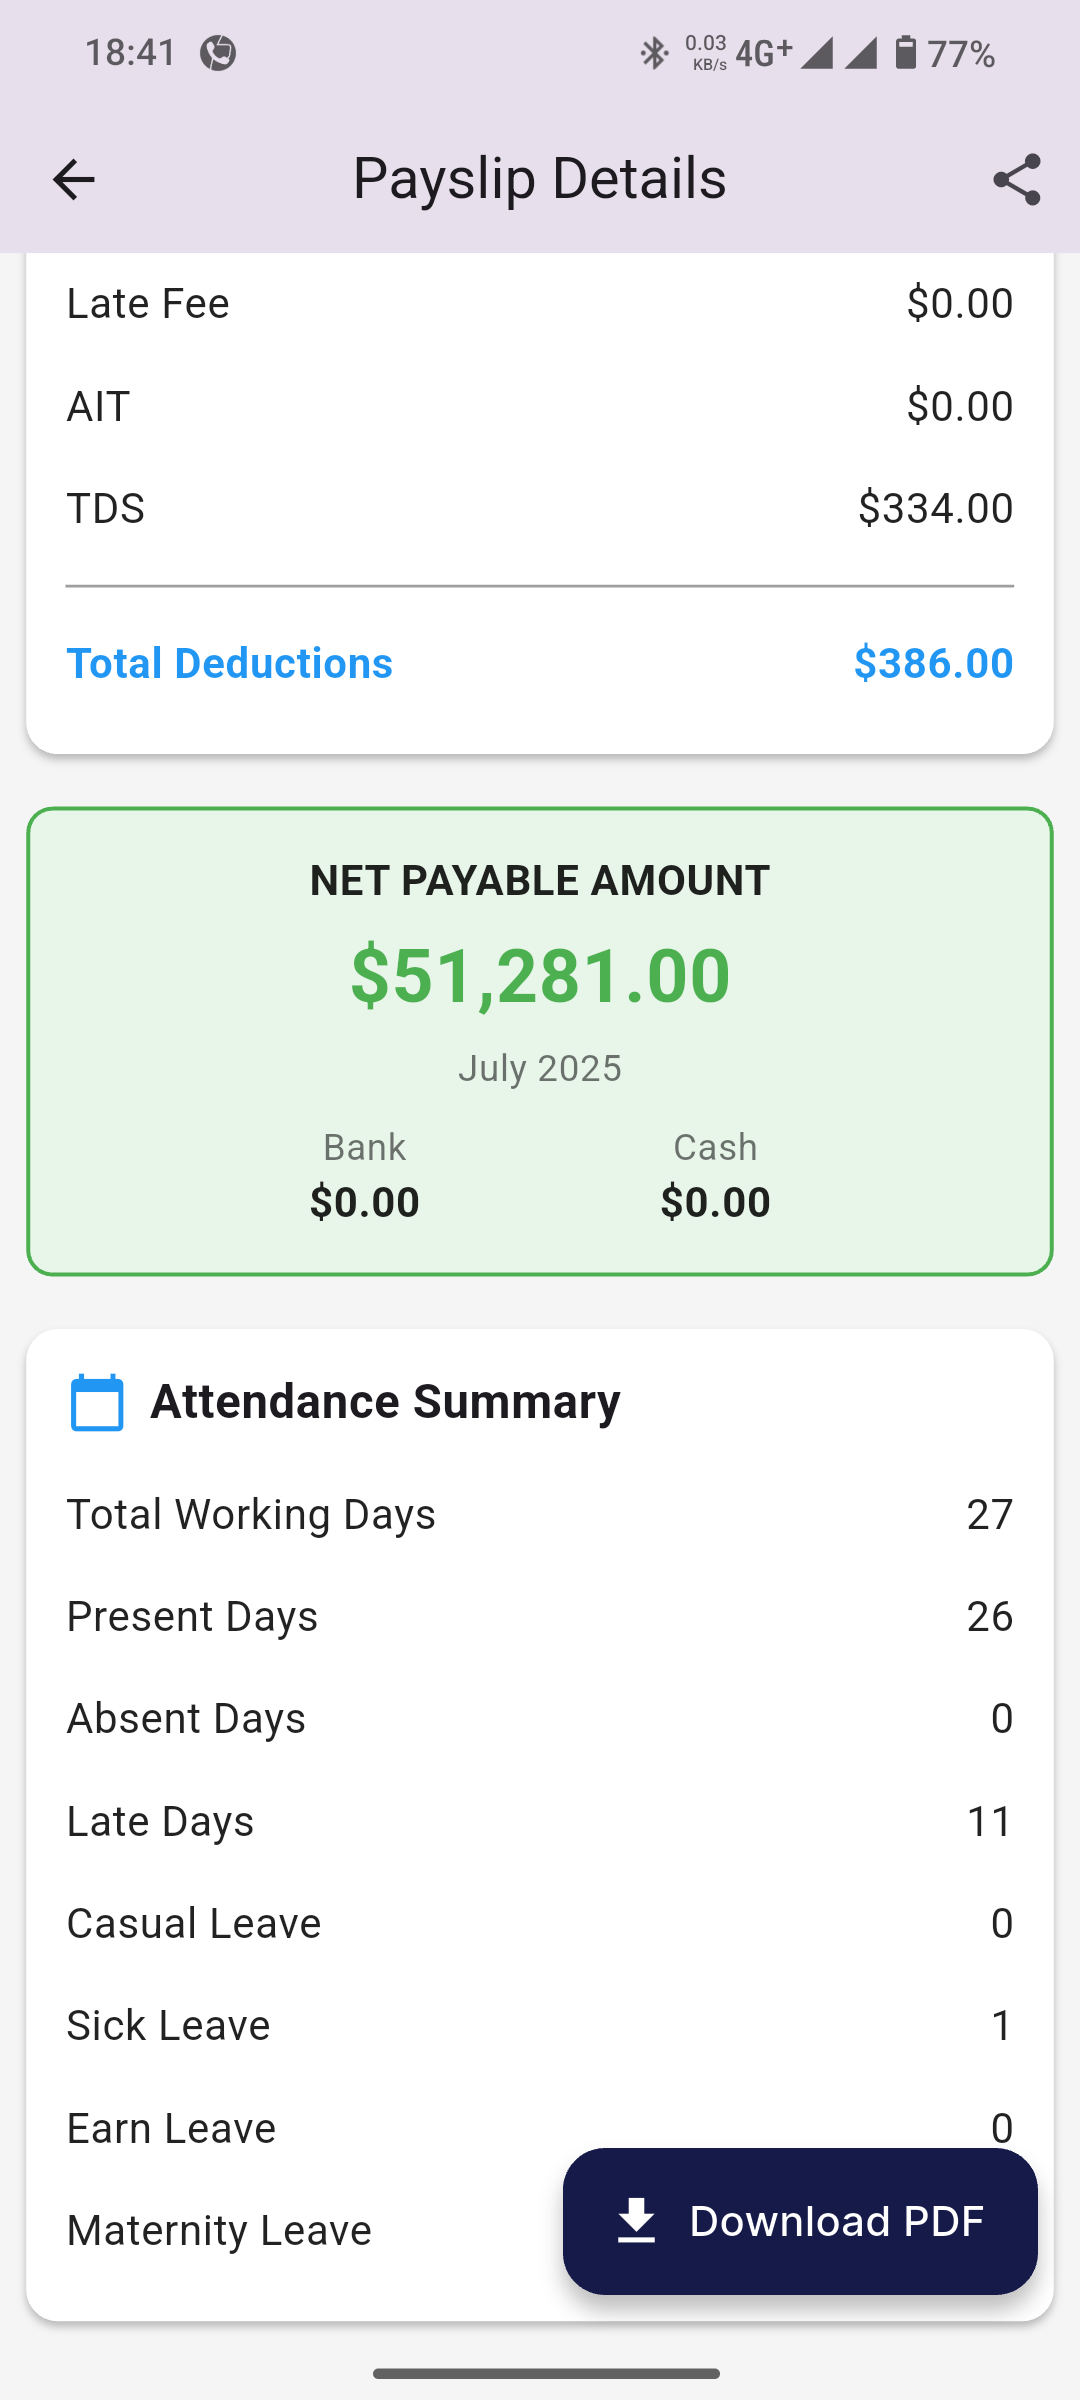 18:41 0.03 KB/s 4G+ 77%
Payslip Details
Late Fee $0.00
AIT $0.00
TDS $334.00
Total Deductions $386.00
NET PAYABLE AMOUNT
$51,281.00
July 2025
Bank Cash
$0.00 $0.00
Attendance Summary
Total Working Days 27
Present Days 26
Absent Days 0
Late Days 11
Casual Leave 0
Sick Leave 1
Earn Leave 0
Maternity Leave
Download PDF